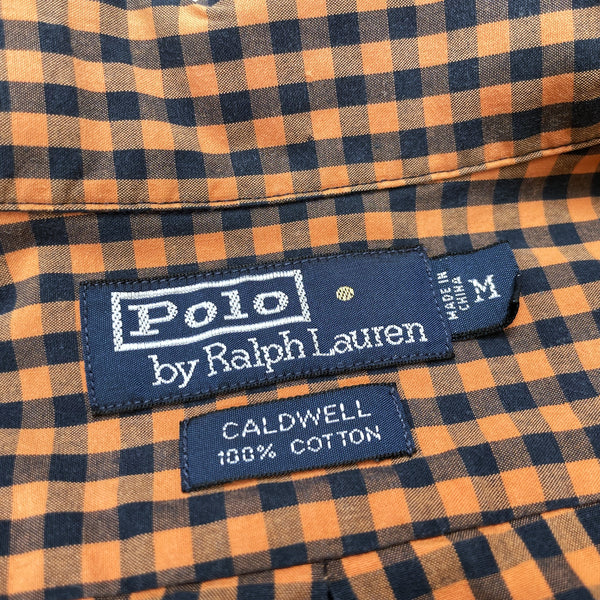 Polo
by Ralph Lauren
MADE IN
CHINA
M
CALDWELL
100% COTTON